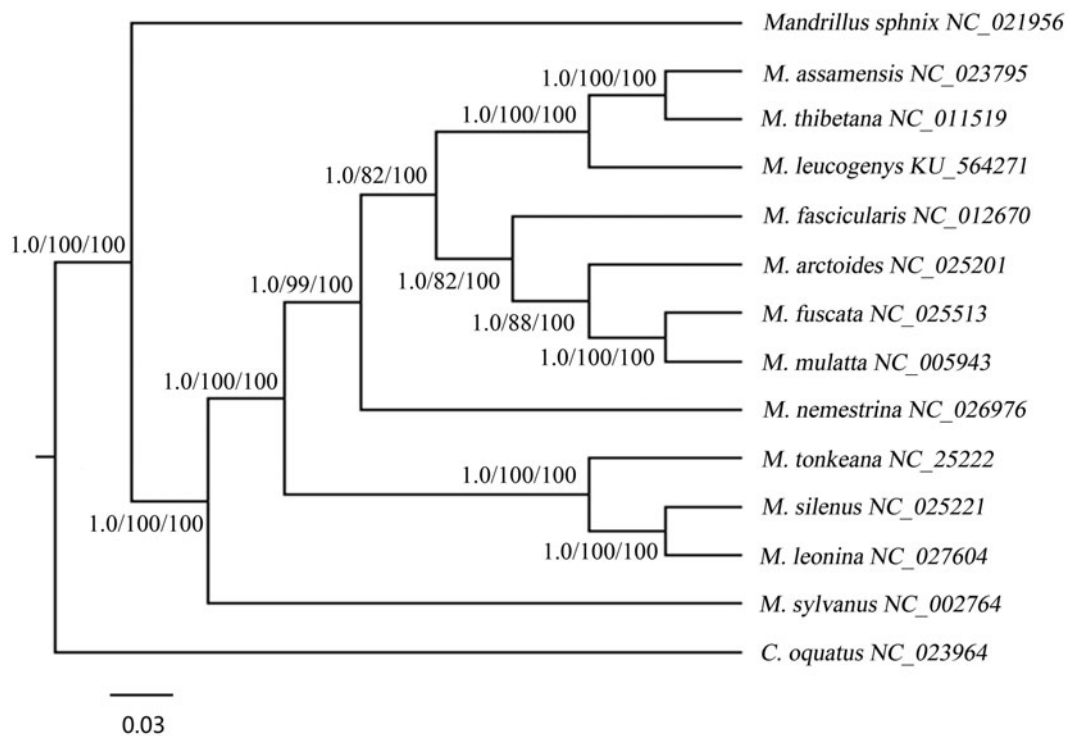 Mandrillus sphnix NC_021956
1.0/100/100
M. assamensis NC_023795
1.0/100/100
M. thibetana NC_011519
M. leucogenys KU_564271
1.0/82/100
M. fascicularis NC_012670
1.0/100/100
M. arctoides NC_025201
1.0/82/100
1.0/99/100
M. fuscata NC_025513
1.0/88/100
1.0/100/100
M. mulatta NC_005943
1.0/100/100
M. nemestrina NC_026976
M. tonkeana NC_25222
1.0/100/100
M. silenus NC_025221
1.0/100/100
1.0/100/100
M. leonina NC_027604
M. sylvanus NC_002764
C. oquatus NC_023964
0.03